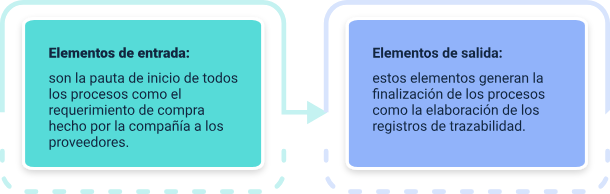 Elementos de entrada:
son la pauta de inicio de todos
los procesos como el
requerimiento de compra
hecho por la compañía a los
proveedores.
Elementos de salida:
estos elementos generan la
finalización de los procesos
como la elaboración de los
registros de trazabilidad.